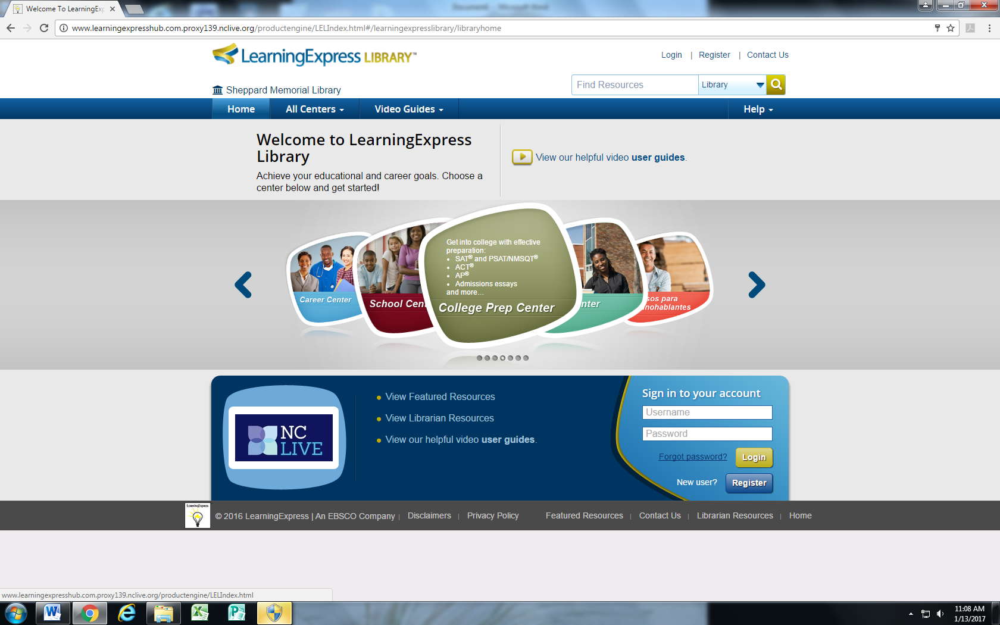 Document1 - Microsoft Word
Welcome To LearningExp
www.learningexpresshub.com.proxy139.nclive.org/productengine/LELIndex.html#/learningexpresslibrary/libraryhome
LearningExpress LIBRARY™
Login | Register | Contact Us
Sheppard Memorial Library
Find Resources
Library
Home
All Centers
Video Guides
Help
Welcome to LearningExpress
Library
Achieve your educational and career goals. Choose a
center below and get started!
View our helpful video user guides.
Career Center
School Cent
Get into college with effective
preparation:
• SAT® and PSAT/NMSQT®
• ACT®
• AP®
• Admissions essays
and more...
College Prep Center
nter
sos para
nohablantes
NC
LIVE
• View Featured Resources
• View Librarian Resources
• View our helpful video user guides.
Sign in to your account
Username
Password
Forgot password?
Login
New user?
Register
LearningExpress
© 2016 LearningExpress | An EBSCO Company | Disclaimers | Privacy Policy
Featured Resources | Contact Us | Librarian Resources | Home
www.learningexpresshub.com.proxy139.nclive.org/productengine/LELIndex.html
11:08 AM
1/13/2017